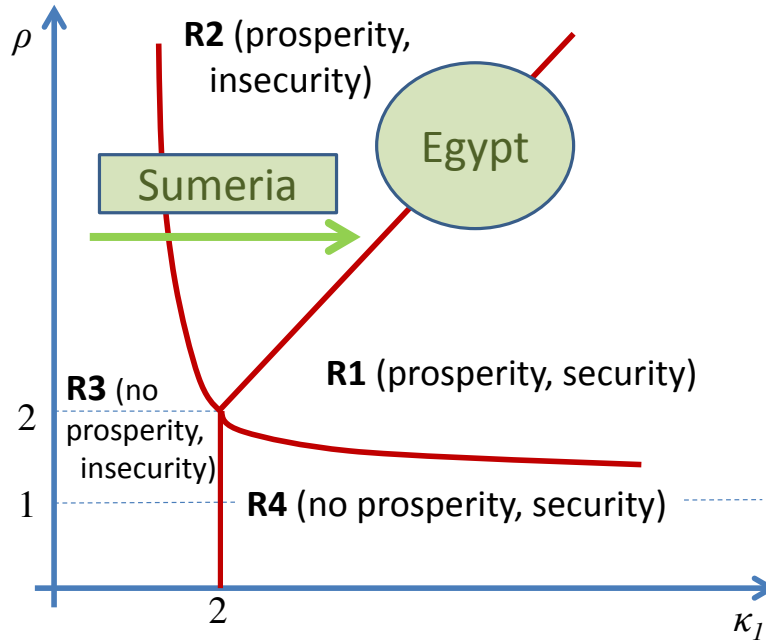 ρ
R2 (prosperity,
insecurity)
Egypt
Sumeria
R1 (prosperity, security)
R3 (no
prosperity,
insecurity)
2
1
R4 (no prosperity, security)
2
κ1